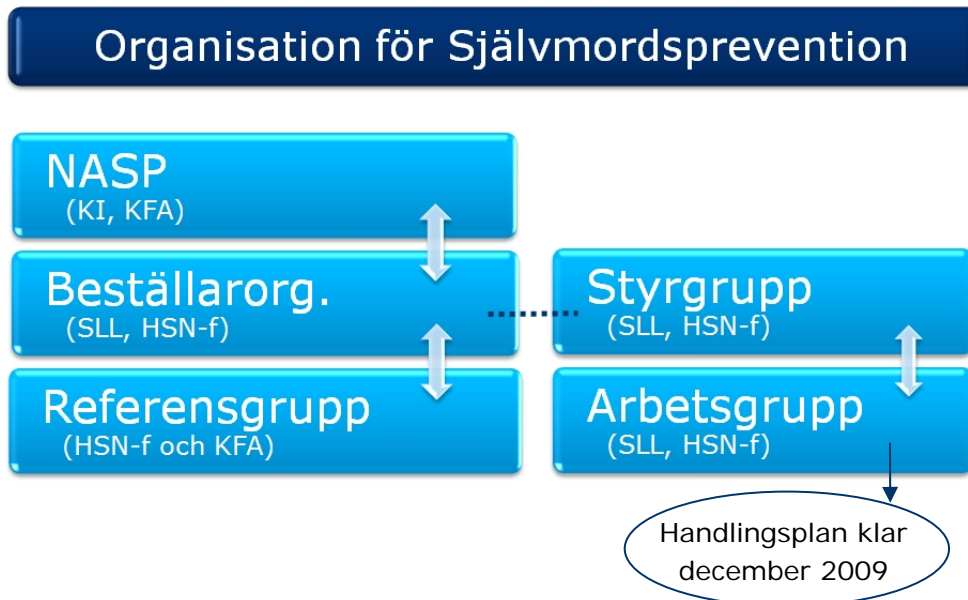 Organisation för Självmordsprevention
NASP
(KI, KFA)
Beställarorg.
(SLL, HSN-f)
Referensgrupp
(HSN-f och KFA)
Styrgrupp
(SLL, HSN-f)
Arbetsgrupp
(SLL, HSN-f)
Handlingsplan klar
december 2009